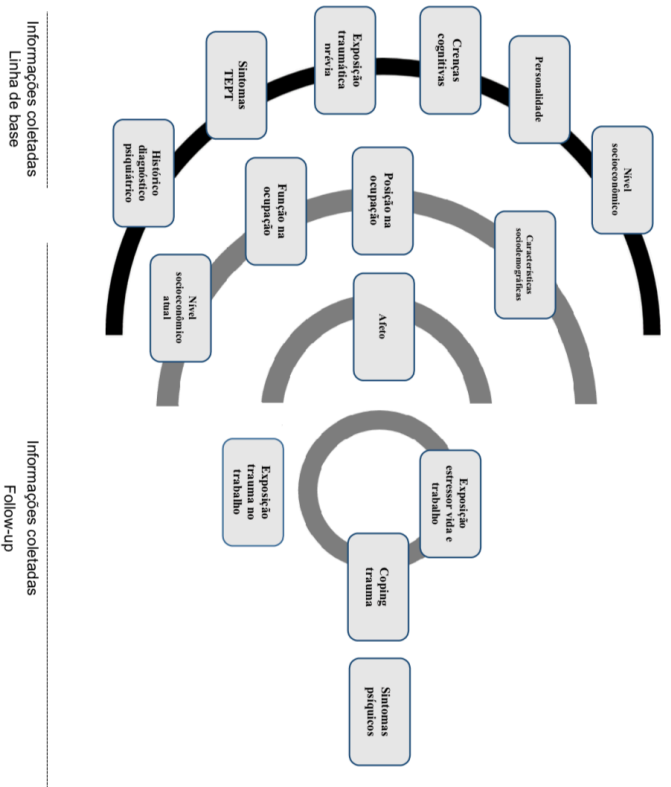 Informações coletadas
Linha de base
Histórico
diagnóstico
psiquiátrico
Sintomas
TEPT
Exposição
traumática
prévia
Crenças
cognitivas
Personalidade
Nível
socioeconômico
Nível
socioeconômico
atual
Função na
ocupação
Posição na
ocupação
Características
sociodemográficas
Afeto
Informações coletadas
Follow-up
Exposição
trauma no
trabalho
Exposição
estressor vida e
trabalho
Coping
trauma
Sintomas
psíquicos